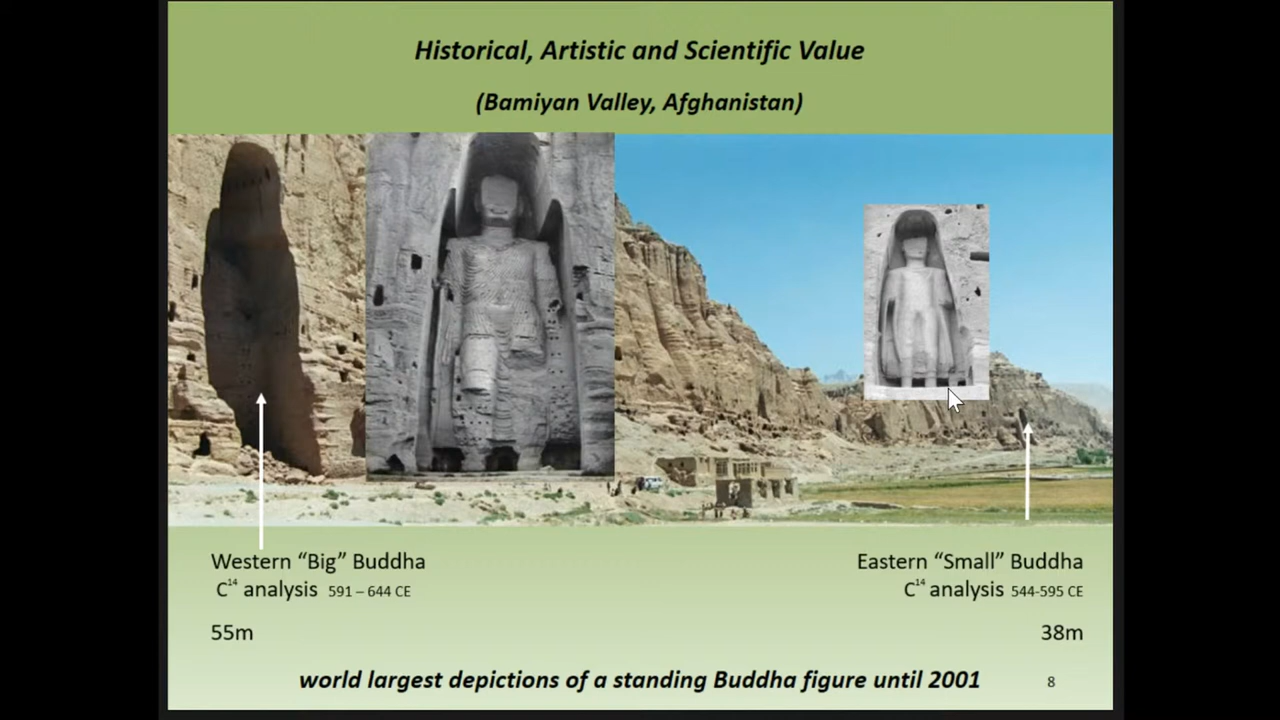 Historical, Artistic and Scientific Value
(Bamiyan Valley, Afghanistan)
Western “Big” Buddha
C¹⁴ analysis 591 – 644 CE
55m
Eastern “Small” Buddha
C¹⁴ analysis 544-595 CE
38m
world largest depictions of a standing Buddha figure until 2001
8